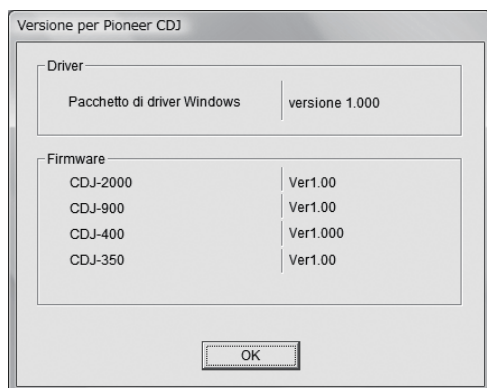 Versione per Pioneer CDJ
Driver
Pacchetto di driver Windows versione 1.000
Firmware
CDJ-2000 Ver1.00
CDJ-900 Ver1.00
CDJ-400 Ver1.000
CDJ-350 Ver1.00
OK